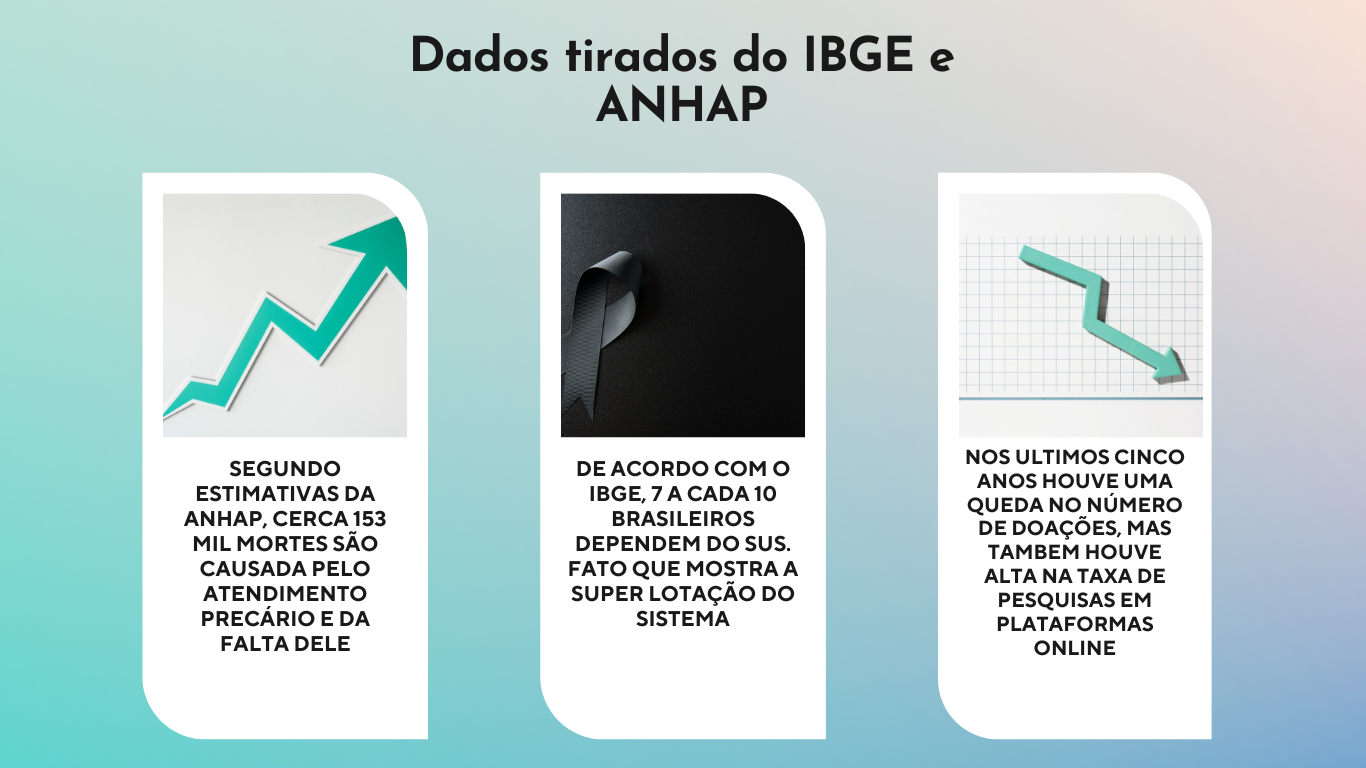 Dados tirados do IBGE e
ANHAP
SEGUNDO
ESTIMATIVAS DA
ANHAP, CERCA 153
MIL MORTES SÃO
CAUSADA PELO
ATENDIMENTO
PRECÁRIO E DA
FALTA DELE
DE ACORDO COM O
IBGE, 7 A CADA 10
BRASILEIROS
DEPENDEM DO SUS.
FATO QUE MOSTRA A
SUPER LOTAÇÃO DO
SISTEMA
NOS ULTIMOS CINCO
ANOS HOUVE UMA
QUEDA NO NÚMERO
DE DOAÇÕES, MAS
TAMBEM HOUVE
ALTA NA TAXA DE
PESQUISAS EM
PLATAFORMAS
ONLINE